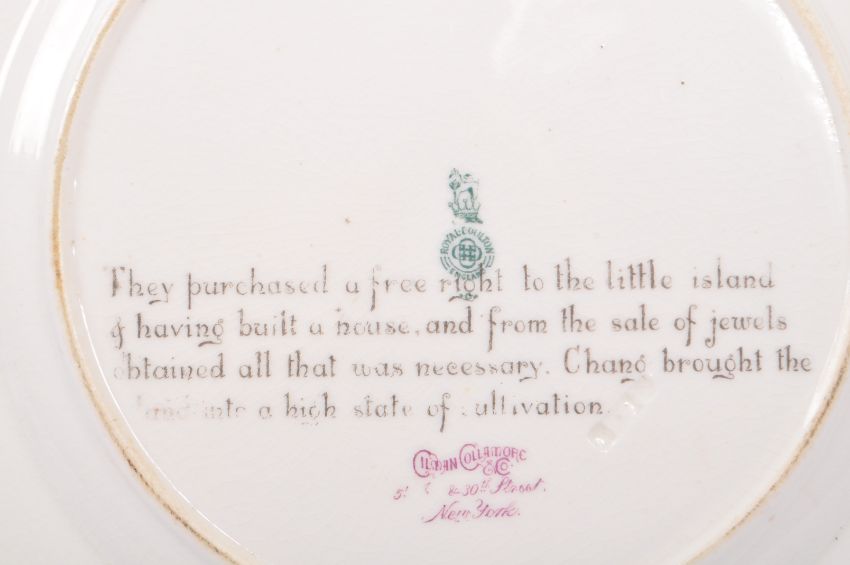 ROYAL DOULTON
ENGLAND
They purchased a free right to the little island
& having built a house, and from the sale of jewels
obtained all that was necessary. Chang brought the
land into a high state of cultivation.
GILMAN COLLAMORE
& Co.
& 30th Street.
New York.